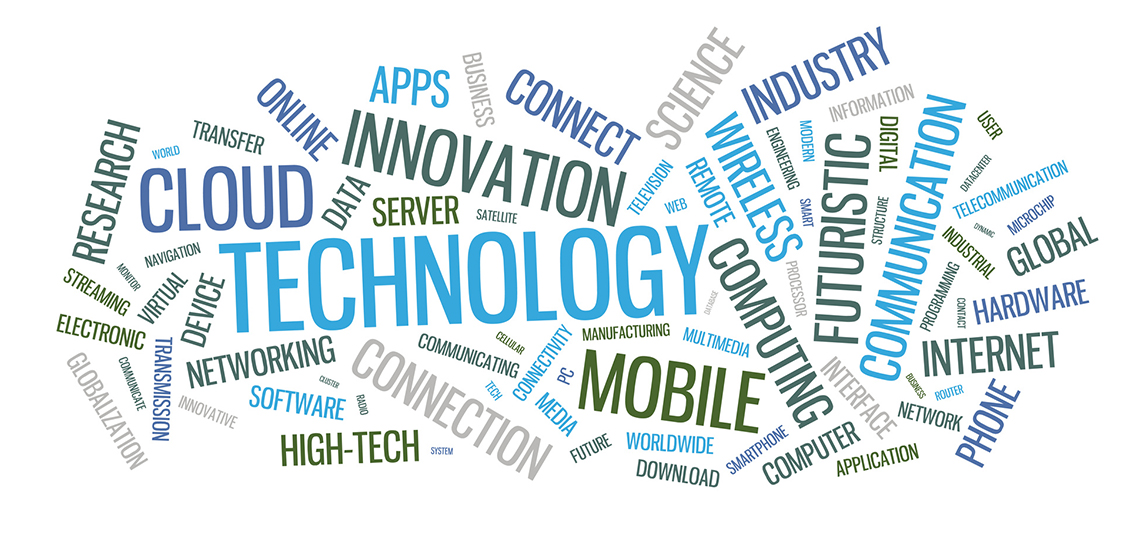 SCIENCE
INDUSTRY
APPS
BUSINESS
CONNECT
ONLINE
INFORMATION
INNOVATION
WIRELESS
ENGINEERING
MODERN
DIGITAL
COMMUNICATION
USER
RESEARCH
WORLD
TRANSFER
CLOUD
DATA
SERVER
SATELLITE
TELEVISION
WEB
REMOTE
SMART
FUTURISTIC
STRUCTURE
DATACENTER
TELECOMMUNICATION
DYNAMIC
MICROCHIP
NAVIGATION
TECHNOLOGY
COMPUTING
PROCESSOR
INDUSTRIAL
GLOBAL
STREAMING
MONITOR
VIRTUAL
DEVICE
DATABASE
PROGRAMMING
CONTACT
HARDWARE
ELECTRONIC
TRANSMISSION
NETWORKING
COMMUNICATING
CELLULAR
CONNECTIVITY
MANUFACTURING
MULTIMEDIA
INTERNET
GLOBALIZATION
COMMUNICATE
INNOVATIVE
SOFTWARE
CLUSTER
RADIO
CONNECTION
TECH
PC
MOBILE
INTERFACE
BUSINESS
ROUTER
MEDIA
NETWORK
PHONE
HIGH-TECH
SYSTEM
FUTURE
WORLDWIDE
DOWNLOAD
SMARTPHONE
COMPUTER
APPLICATION